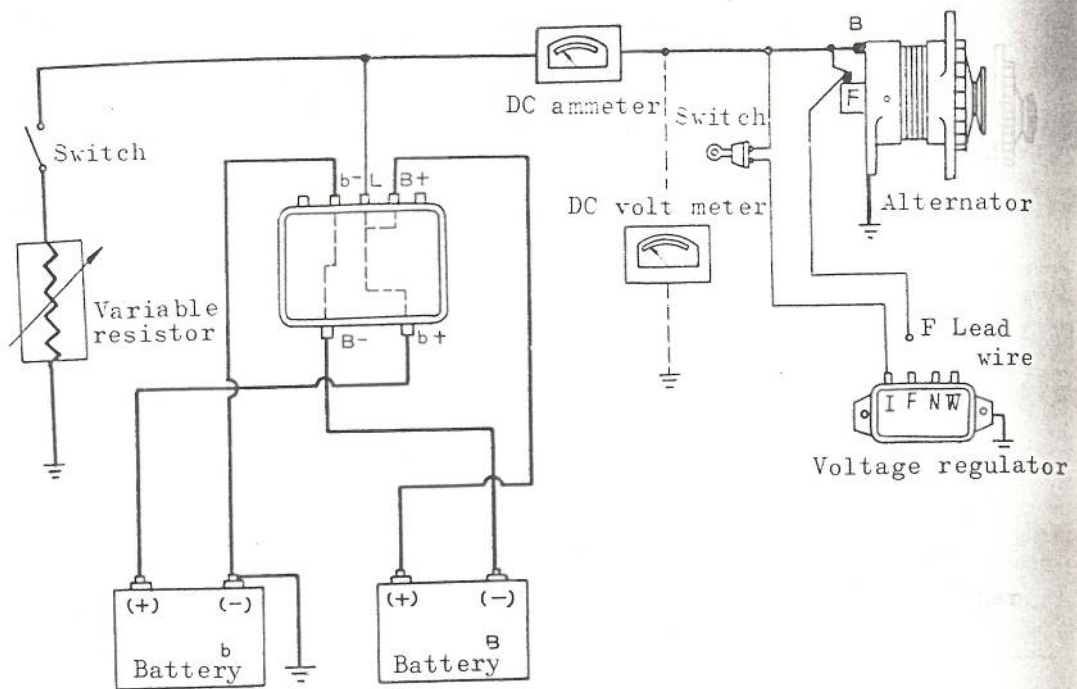 B
DC ammeter
F
Switch
Switch
b- L B+
Alternator
DC volt meter
Variable
resistor
B- b+
F Lead
wire
I F N W
Voltage regulator
(+) (-)
b
Battery
(+) (-)
B
Battery